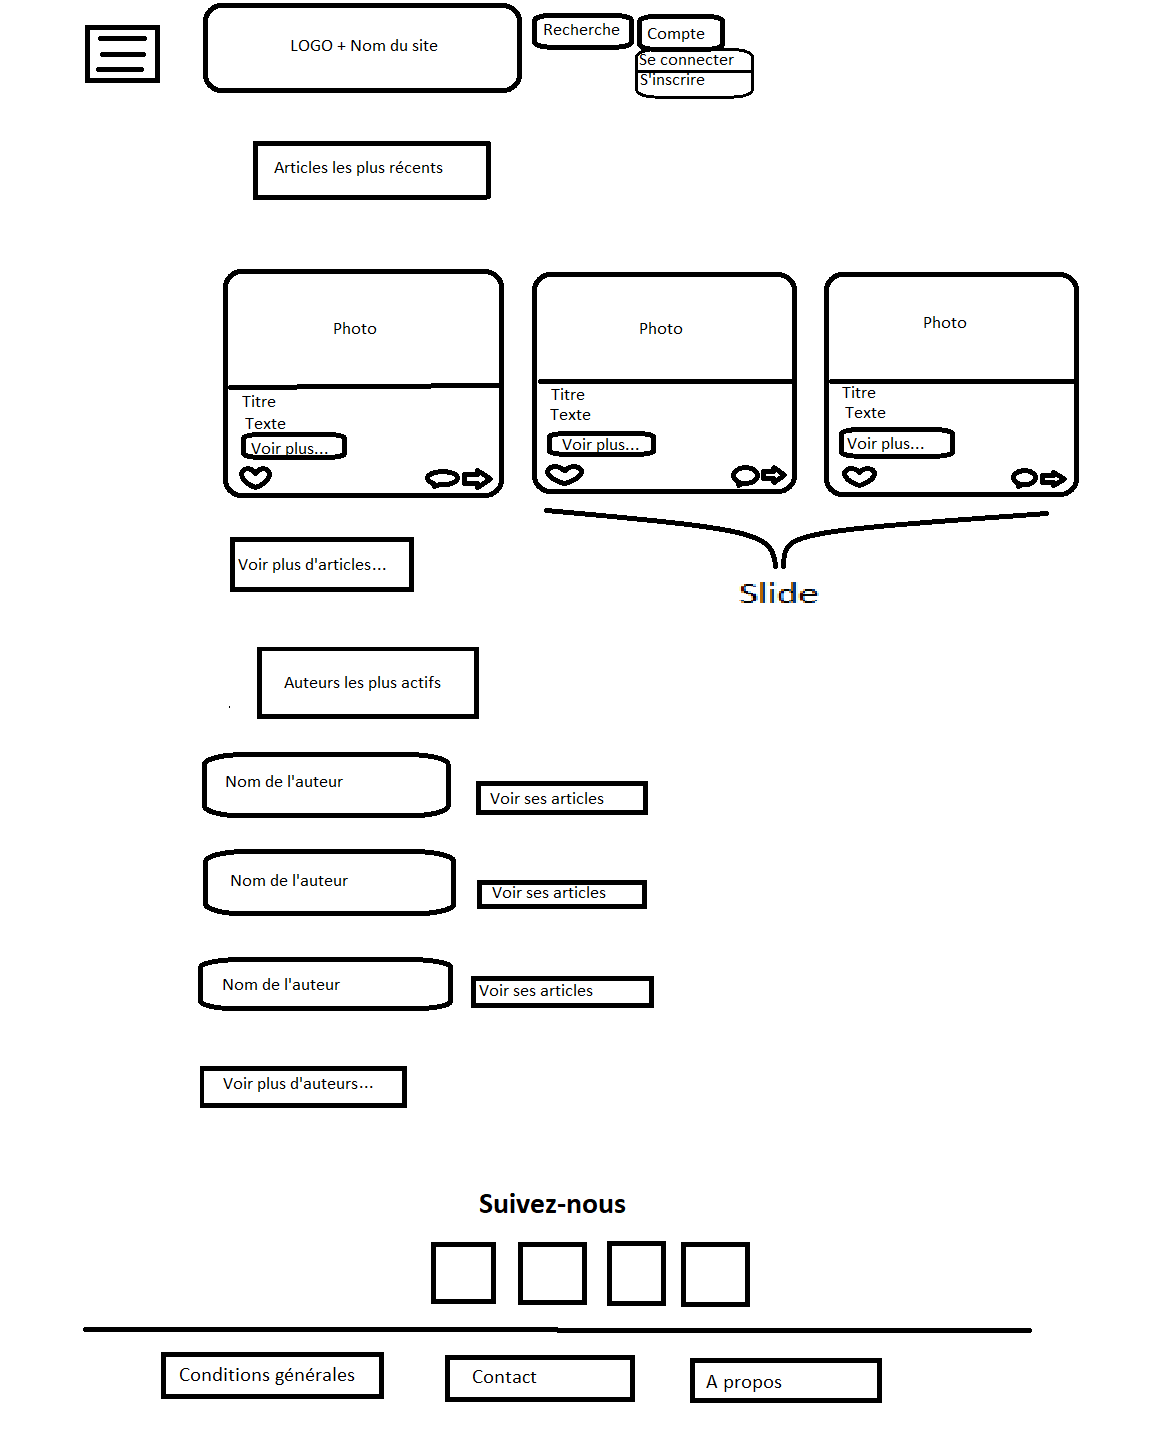 LOGO + Nom du site
Recherche
Compte
Se connecter
S'inscrire
Articles les plus récents
Photo
Titre
Texte
Voir plus...
Photo
Titre
Texte
Voir plus...
Photo
Titre
Texte
Voir plus...
Voir plus d'articles...
Slide
Auteurs les plus actifs
Nom de l'auteur
Voir ses articles
Nom de l'auteur
Voir ses articles
Nom de l'auteur
Voir ses articles
Voir plus d'auteurs...
Suivez-nous
Conditions générales
Contact
A propos